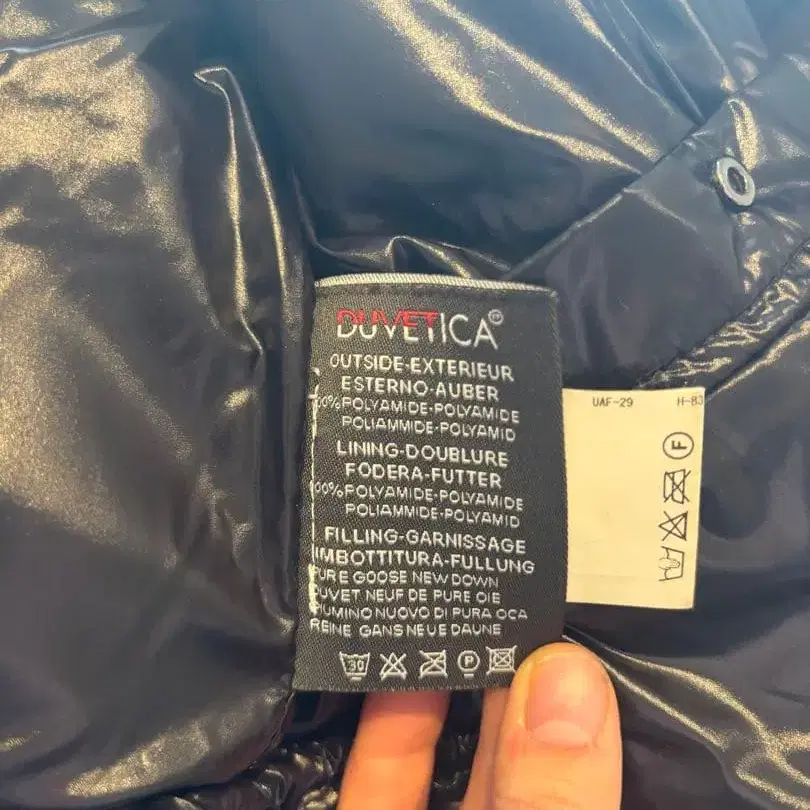 DUVETICA®
OUTSIDE-EXTERIEUR
ESTERNO-AUBER
00% POLYAMIDE-POLYAMIDE
POLIAMMIDE-POLYAMID
LINING-DOUBLURE
FODERA-FUTTER
00% POLYAMIDE-POLYAMIDE
POLIAMMIDE-POLYAMID
FILLING-GARNISSAGE
IMBOTTITURA-FULLUNG
PURE GOOSE NEW DOWN
DUVET NEUF DE PURE OIE
PIUMINO NUOVO DI PURA OCA
REINE GANS NEUE DAUNE
30 P
UAF-29 H-83
F